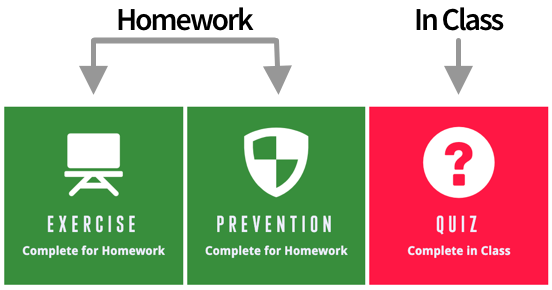 Homework
In Class
EXERCISE
Complete for Homework
PREVENTION
Complete for Homework
?
QUIZ
Complete in Class